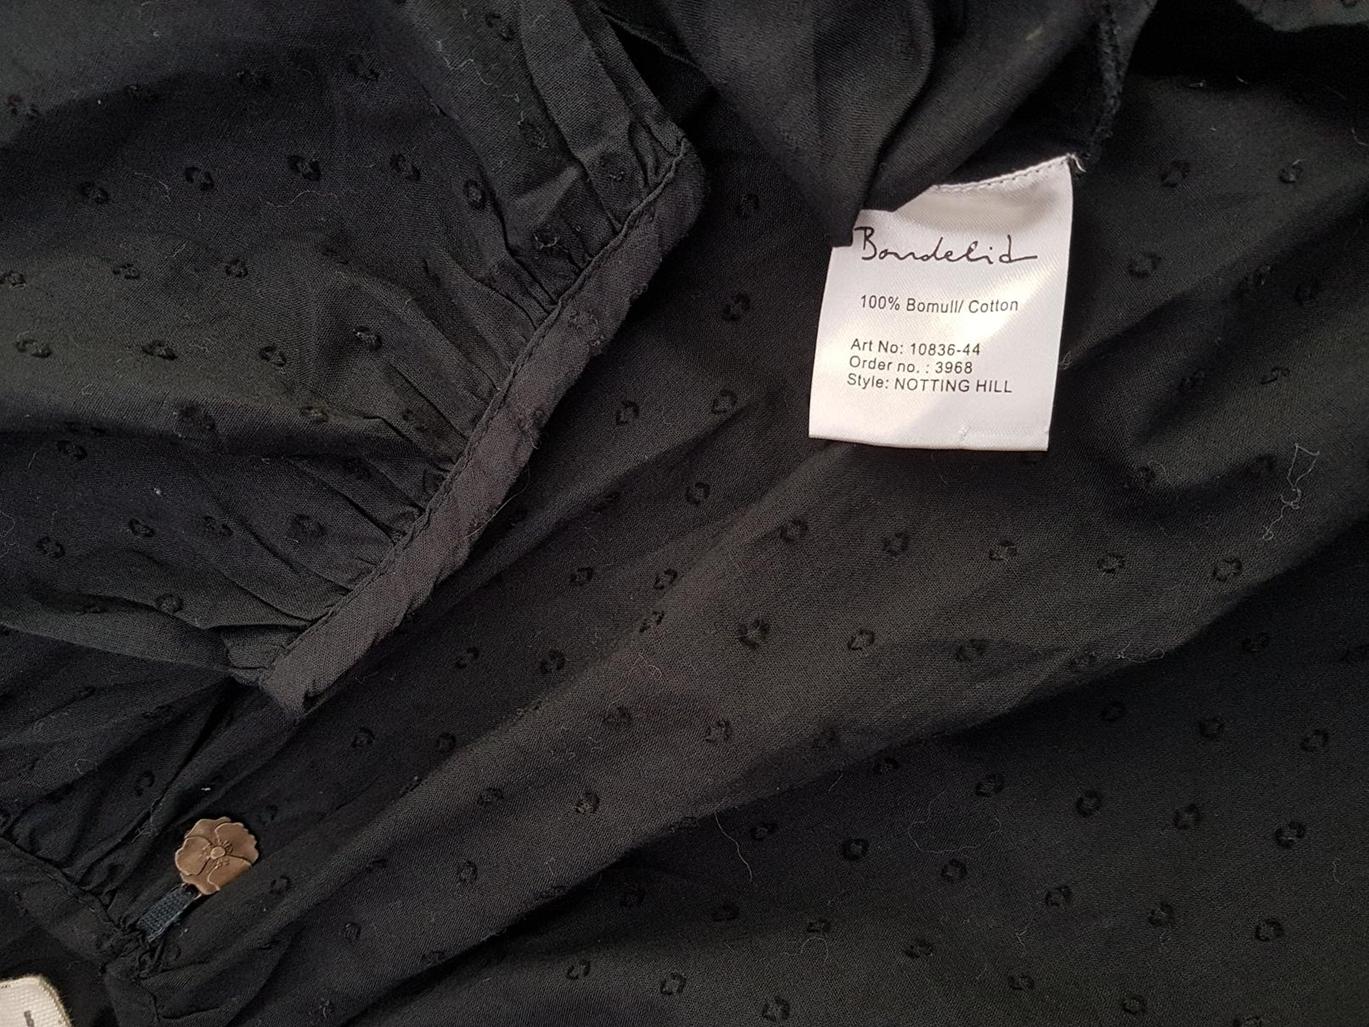 Bondelid
100% Bomull/ Cotton
Art No: 10836-44
Order no. : 3968
Style: NOTTING HILL